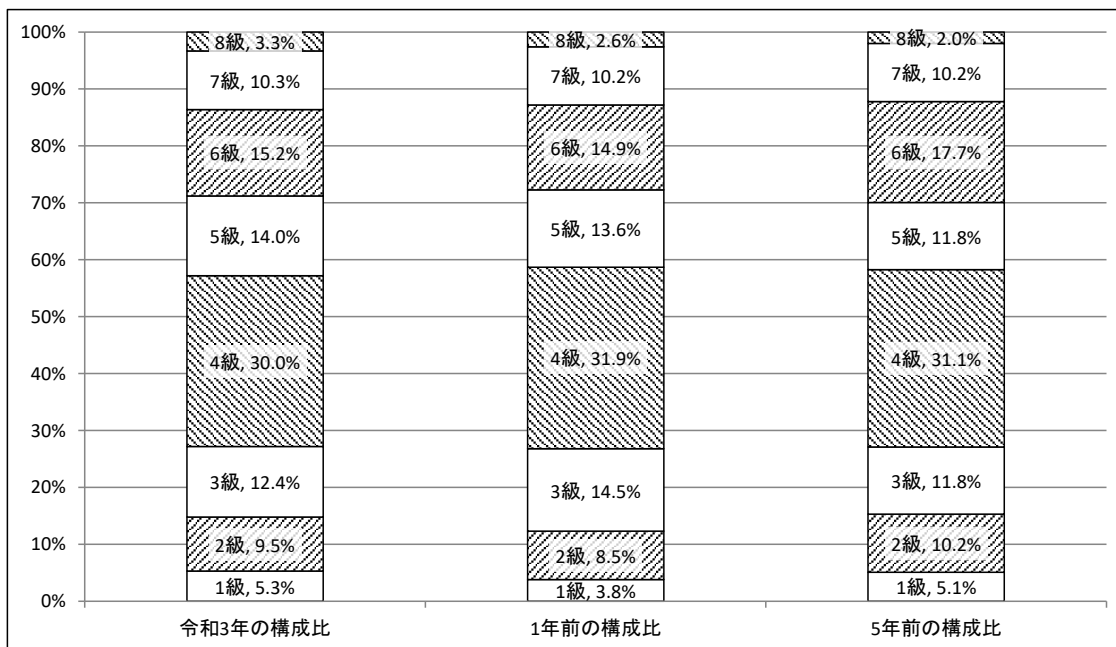 100%
90%
80%
70%
60%
50%
40%
30%
20%
10%
0%
8級, 3.3%
7級, 10.3%
6級, 15.2%
5級, 14.0%
4級, 30.0%
3級, 12.4%
2級, 9.5%
1級, 5.3%
令和3年の構成比
8級, 2.6%
7級, 10.2%
6級, 14.9%
5級, 13.6%
4級, 31.9%
3級, 14.5%
2級, 8.5%
1級, 3.8%
1年前の構成比
8級, 2.0%
7級, 10.2%
6級, 17.7%
5級, 11.8%
4級, 31.1%
3級, 11.8%
2級, 10.2%
1級, 5.1%
5年前の構成比